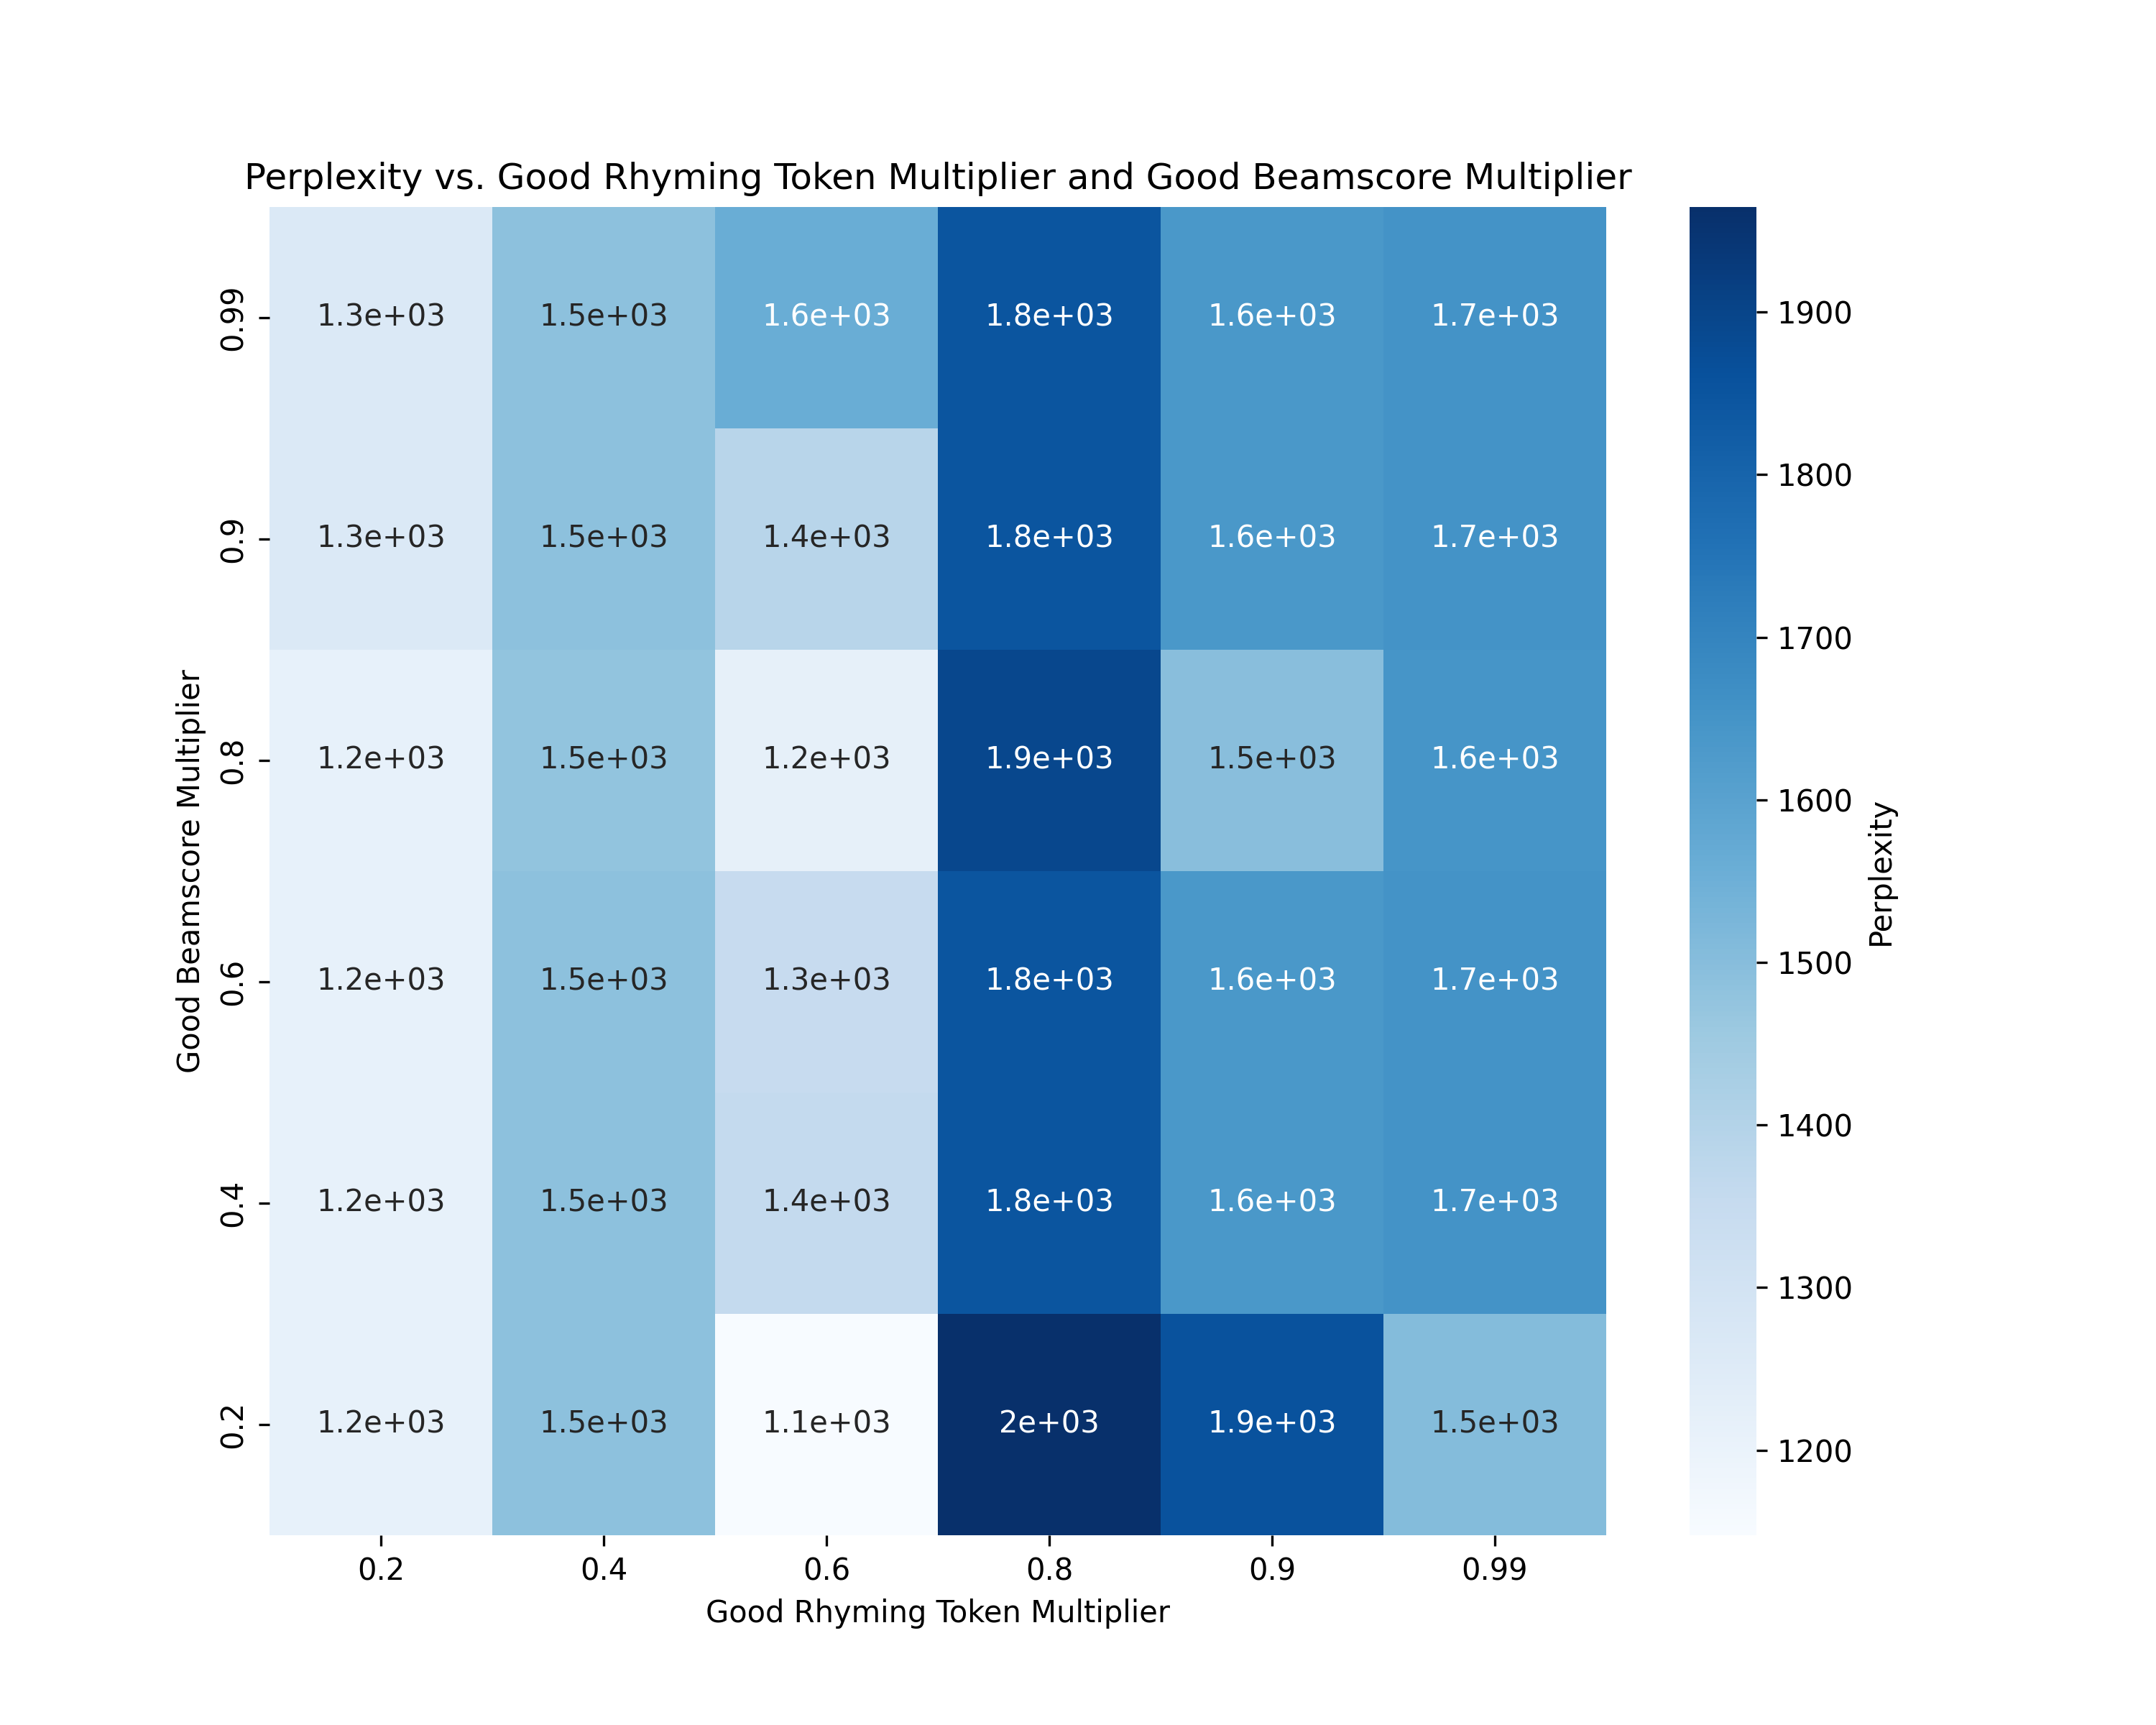 Perplexity vs. Good Rhyming Token Multiplier and Good Beamscore Multiplier
0.99 1.3e+03 1.5e+03 1.6e+03 1.8e+03 1.6e+03 1.7e+03
0.9 1.3e+03 1.5e+03 1.4e+03 1.8e+03 1.6e+03 1.7e+03
0.8 1.2e+03 1.5e+03 1.2e+03 1.9e+03 1.5e+03 1.6e+03
0.6 1.2e+03 1.5e+03 1.3e+03 1.8e+03 1.6e+03 1.7e+03
0.4 1.2e+03 1.5e+03 1.4e+03 1.8e+03 1.6e+03 1.7e+03
0.2 1.2e+03 1.5e+03 1.1e+03 2e+03 1.9e+03 1.5e+03
Good Beamscore Multiplier
0.2 0.4 0.6 0.8 0.9 0.99
Good Rhyming Token Multiplier
1900
1800
1700
1600
1500
1400
1300
1200
Perplexity